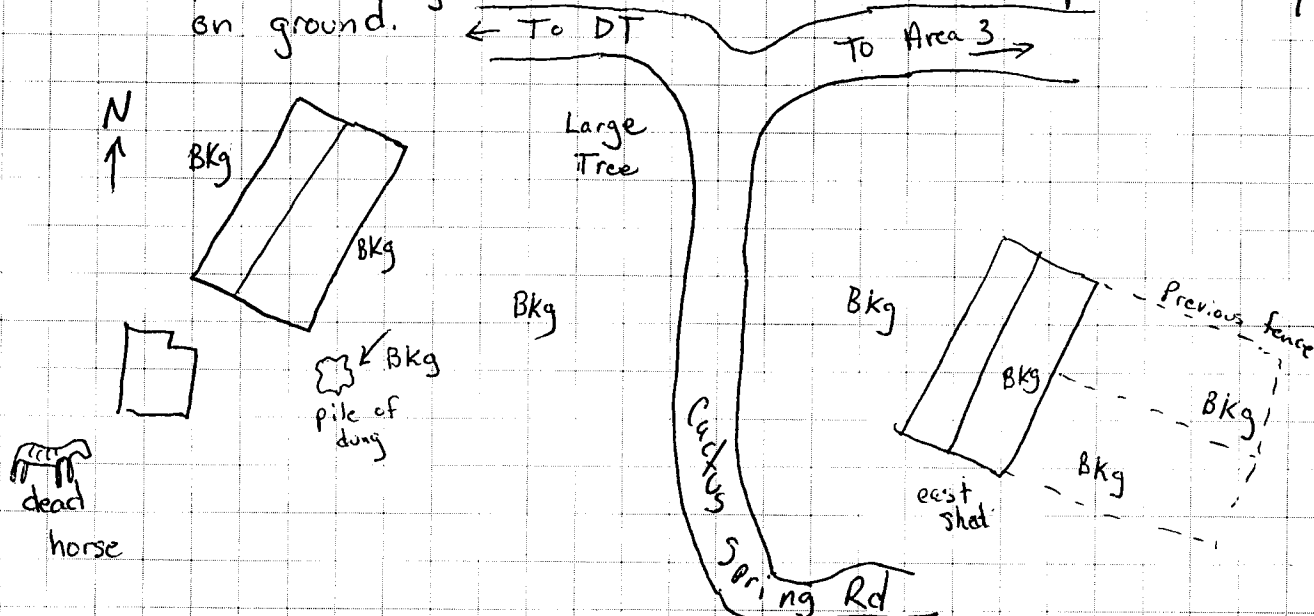 on ground.
← To DT
To Area 3 →
N
Large
Tree
BKg
BKg
BKg
BKg
Previous fence
BKg
BKg
BKg
pile of
dung
BKg
east
shed
dead
horse
Cactus Spring Rd